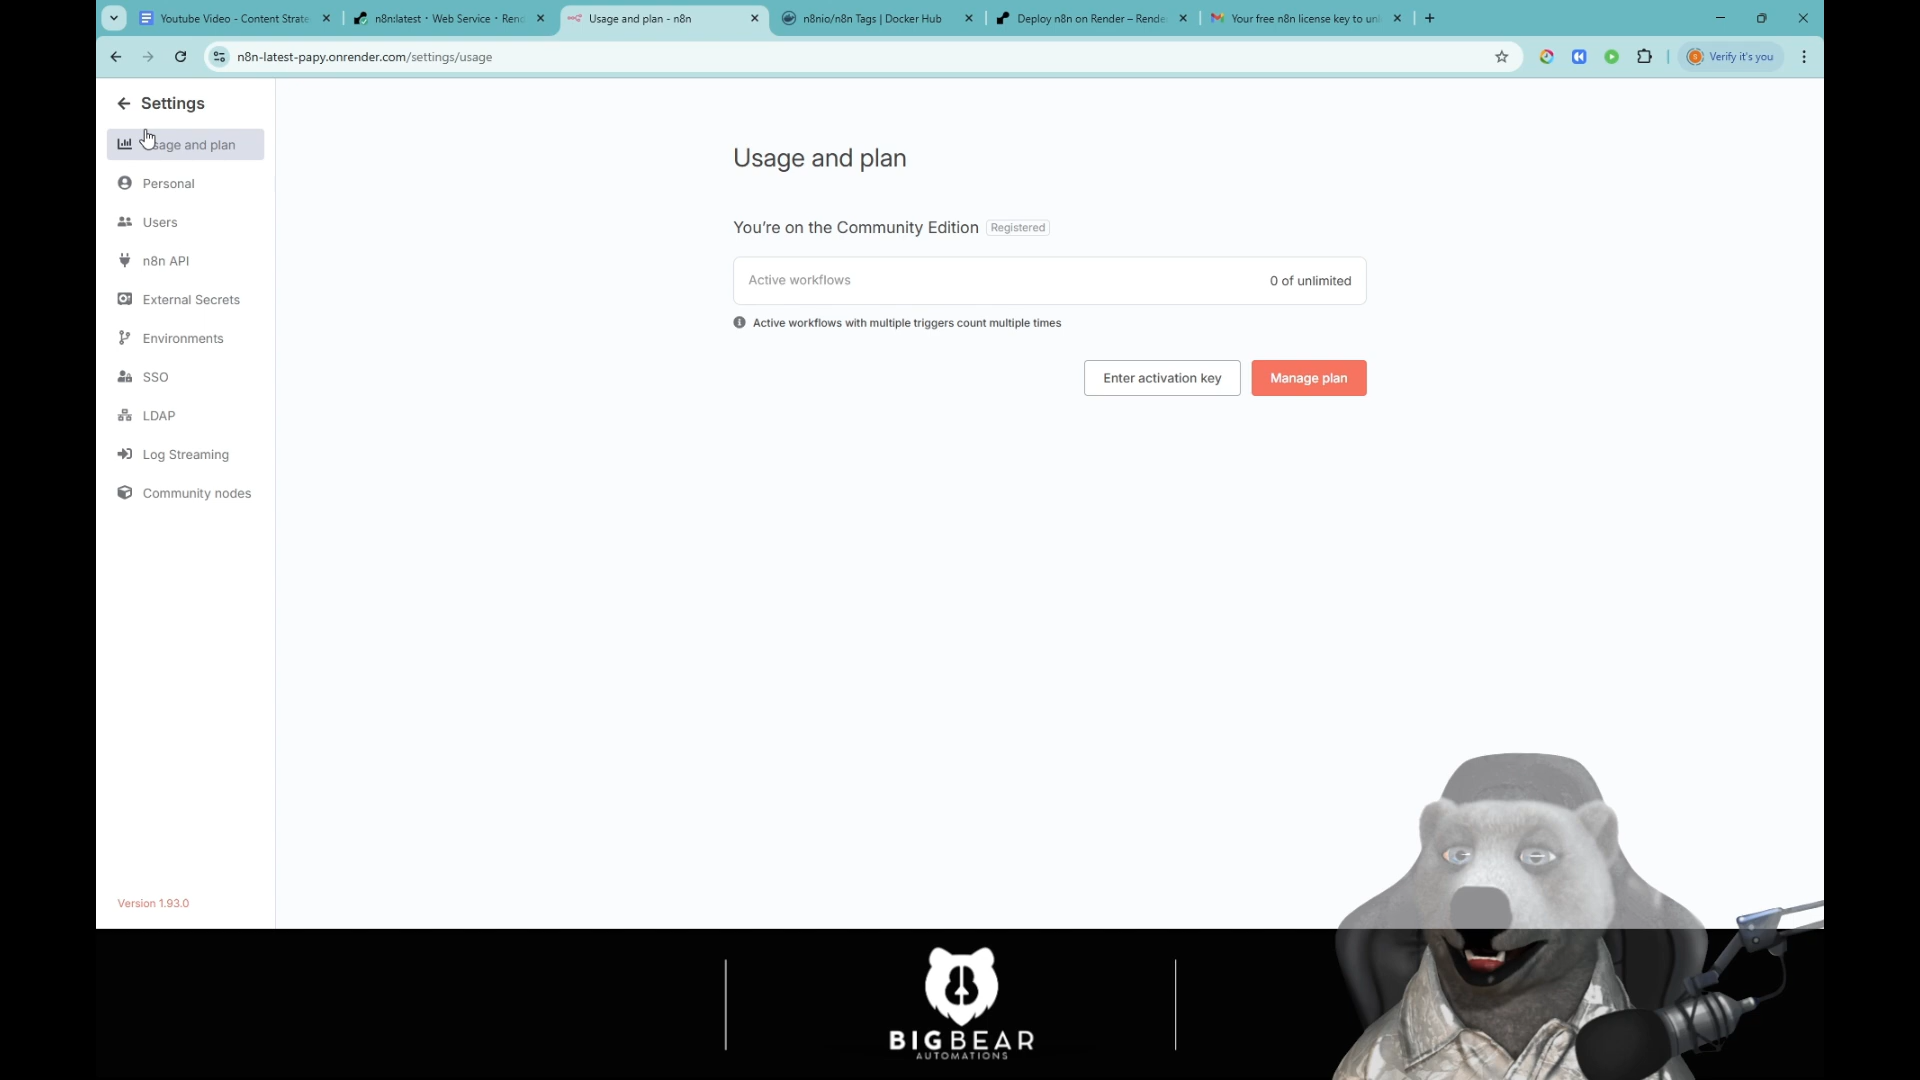 Youtube Video - Content Strate
n8n:latest · Web Service · Ren
Usage and plan - n8n
n8nio/n8n Tags | Docker Hub
Deploy n8n on Render – Rende
Your free n8n license key to unl
n8n-latest-papy.onrender.com/settings/usage
Verify it's you
Settings
sage and plan
Personal
Users
n8n API
External Secrets
Environments
SSO
LDAP
Log Streaming
Community nodes
Version 1.93.0
Usage and plan
You're on the Community Edition Registered
Active workflows 0 of unlimited
Active workflows with multiple triggers count multiple times
Enter activation key Manage plan
BIGBEAR
AUTOMATIONS